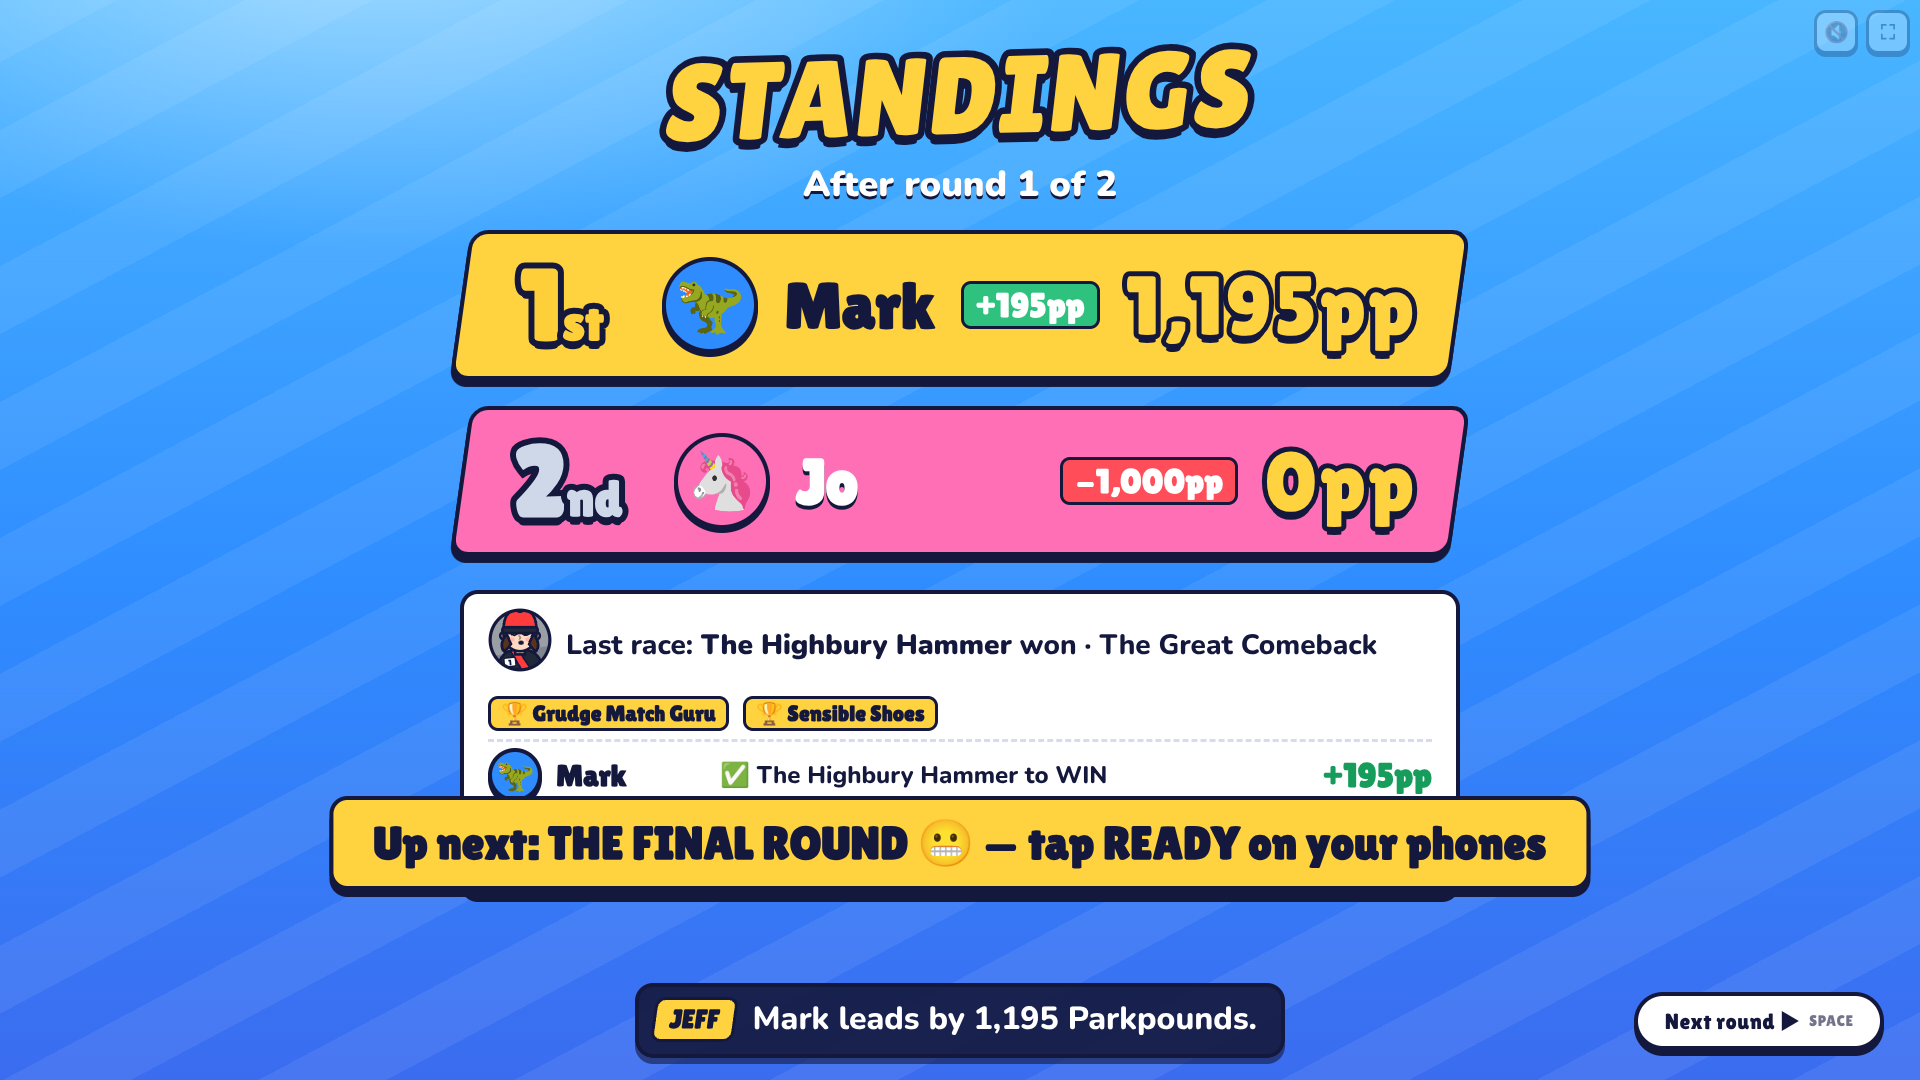 STANDINGS
After round 1 of 2
1st Mark +195pp 1,195pp
2nd Jo −1,000pp 0pp
Last race: The Highbury Hammer won · The Great Comeback
🏆 Grudge Match Guru 🏆 Sensible Shoes
Mark ✅ The Highbury Hammer to WIN +195pp
Up next: THE FINAL ROUND 😬 — tap READY on your phones
JEFF Mark leads by 1,195 Parkpounds.
Next round ▶ SPACE